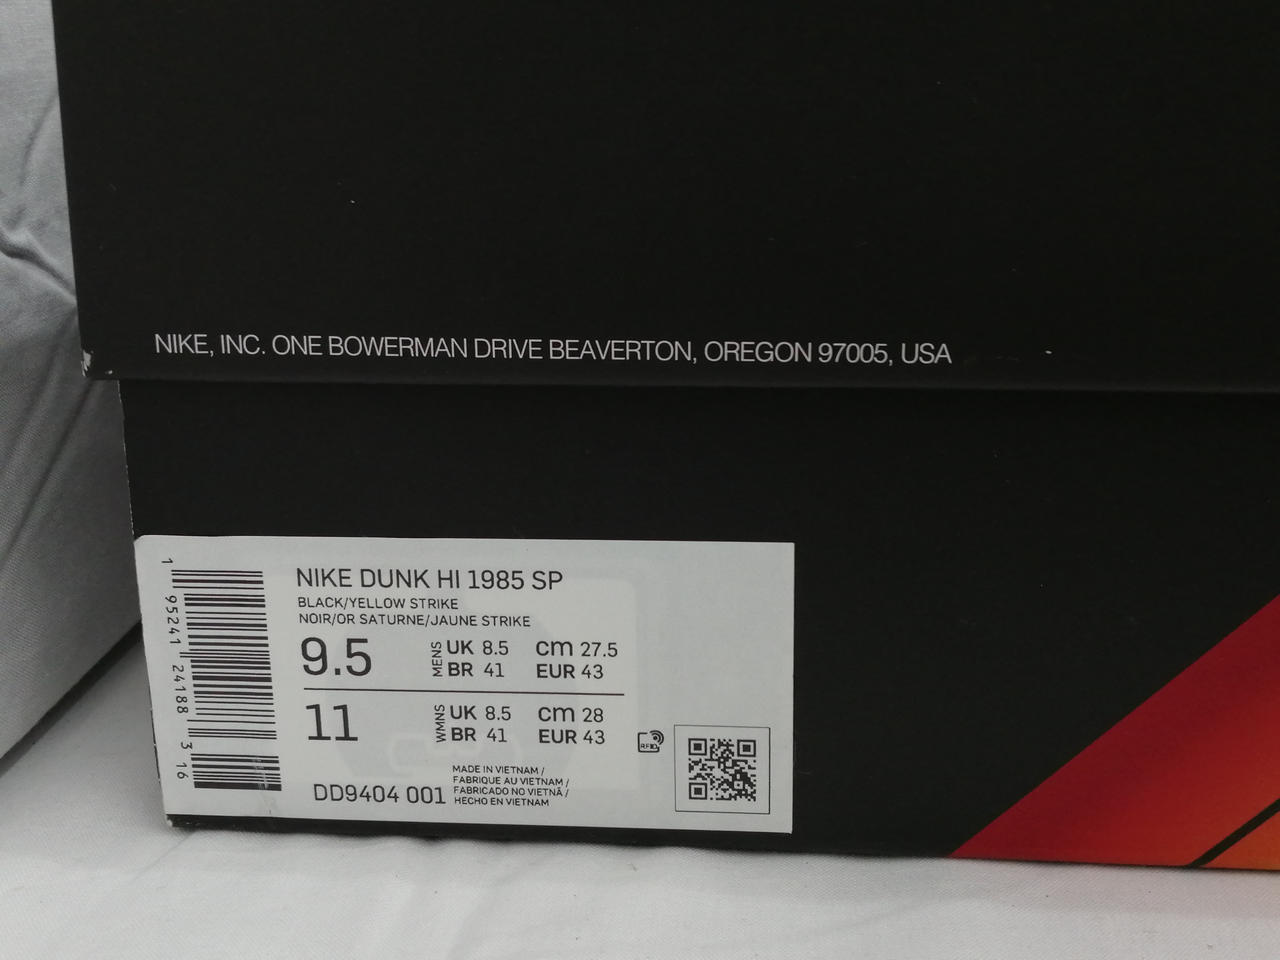 NIKE, INC. ONE BOWERMAN DRIVE BEAVERTON, OREGON 97005, USA
NIKE DUNK HI 1985 SP
BLACK/YELLOW STRIKE
NOIR/OR SATURNE/JAUNE STRIKE
9.5 MENS UK 8.5 cm 27.5
BR 41 EUR 43
11 WMNS UK 8.5 cm 28
BR 41 EUR 43
RFID
DD9404 001
MADE IN VIETNAM /
FABRIQUE AU VIETNAM /
FABRICADO NO VIETNÃ /
HECHO EN VIETNAM
1 95241 24188 3 16